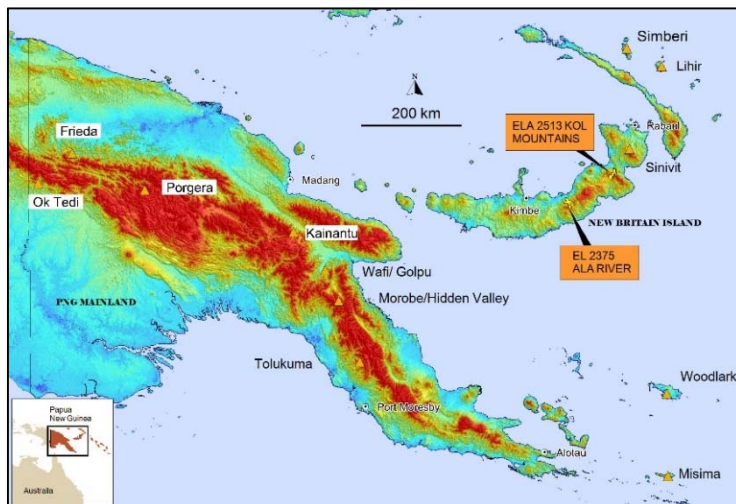 Simberi
Lihir
200 km
Frieda
ELA 2513 KOL
MOUNTAINS
Rabaul
Sinivit
Madang
Porgera
Ok Tedi
Kimbe
NEW BRITAIN ISLAND
Kainantu
EL 2375
ALA RIVER
Wafi/ Golpu
PNG MAINLAND
Morobe/Hidden Valley
Tolukuma
Woodlark
Port Moresby
Papua
New Guinea
Alotau
Misima
Australia